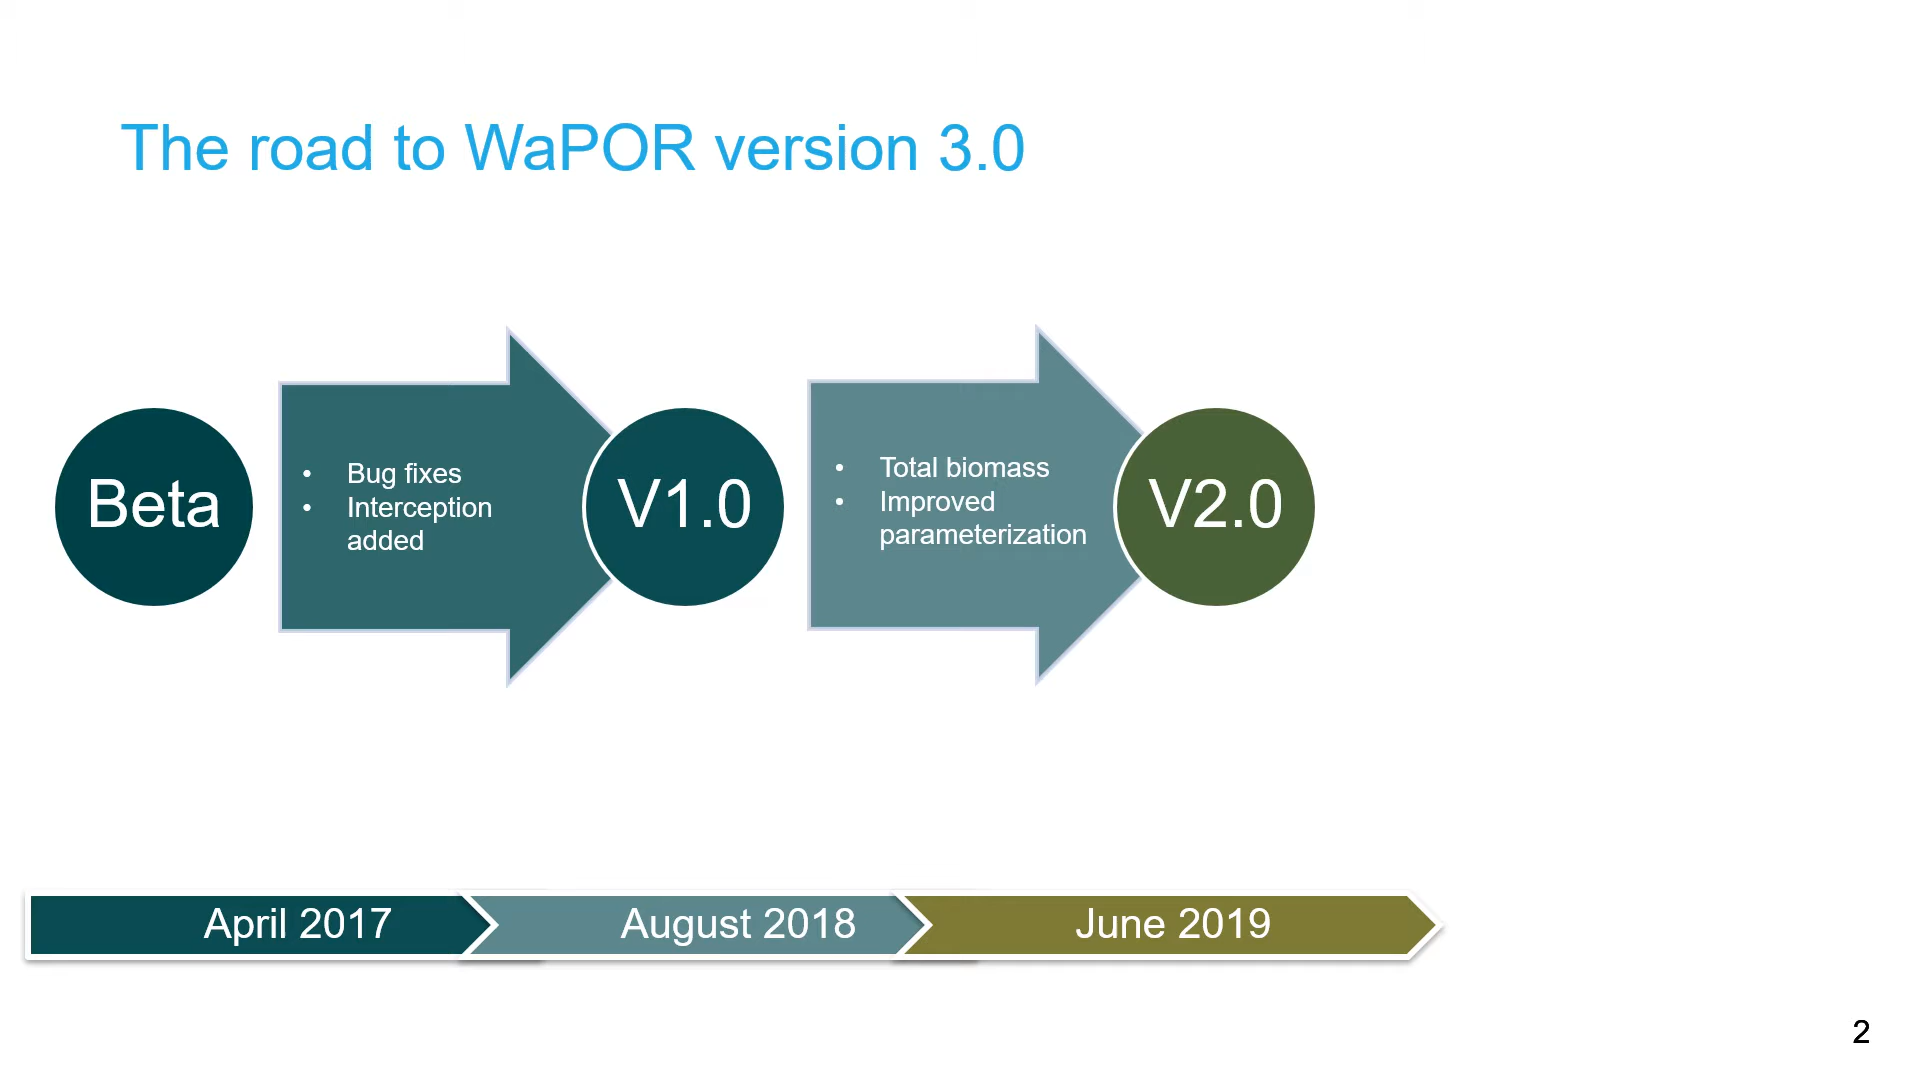 The road to WaPOR version 3.0
Beta
• Bug fixes
• Interception
added
V1.0
• Total biomass
• Improved
parameterization
V2.0
April 2017
August 2018
June 2019
2